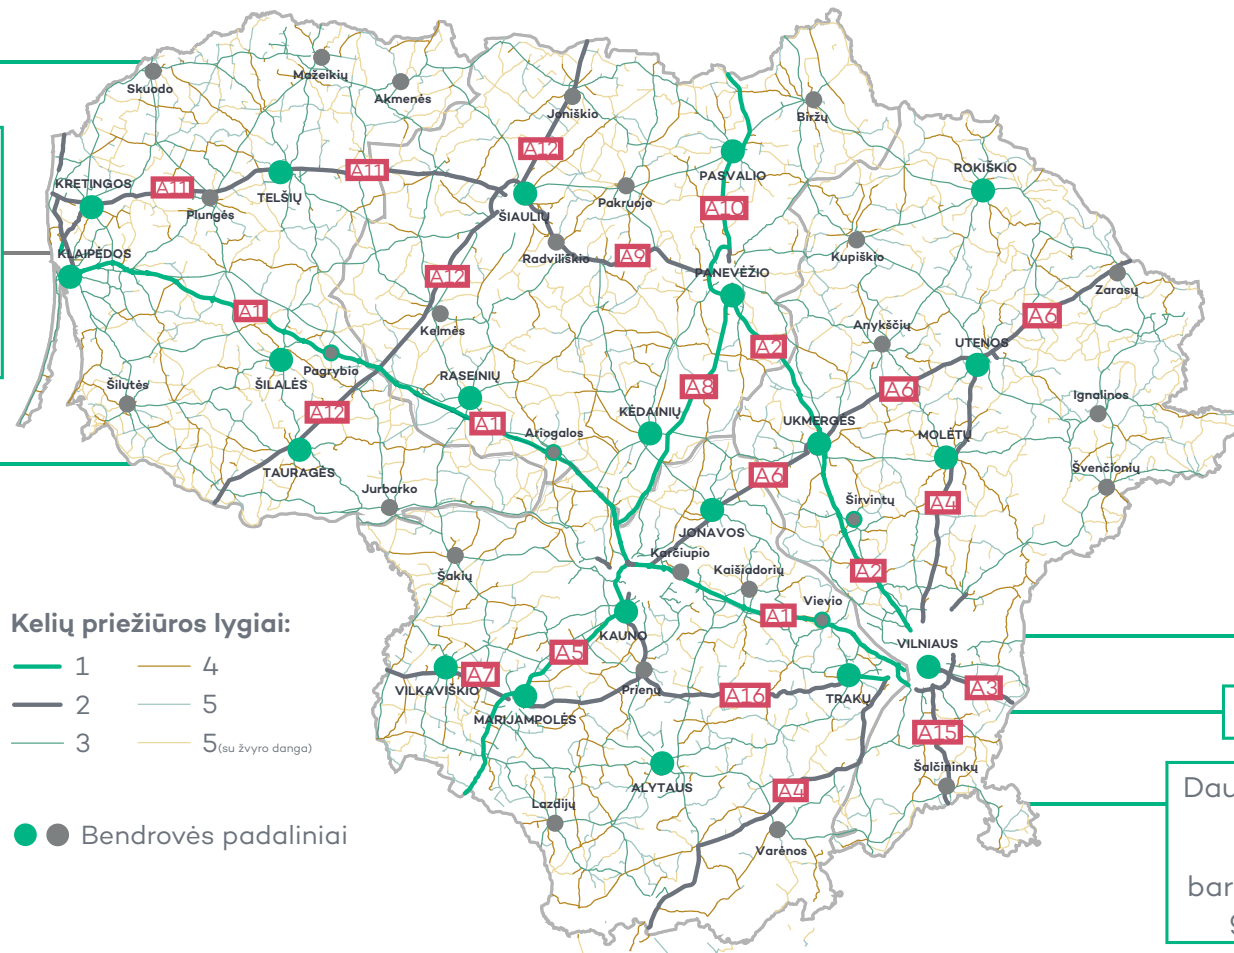 Mažeikių
Skuodo
Akmenės
Joniškio
Biržų
A12
PASVALIO
ROKIŠKIO
A11
A11
KRETINGOS
TELŠIŲ
Plungės
ŠIAULIŲ
Pakruojo
A10
KLAIPĖDOS
Radviliškio
A9
Kupiškio
A12
PANEVĖŽIO
Zarasų
A1
Kelmės
Anykščių
A6
A2
UTENOS
Pagrybio
ŠILALĖS
RASEINIŲ
Šilutės
A8
A6
Ignalinos
A12
A1
KĖDAINIŲ
UKMERGĖS
Ariogalos
MOLĖTŲ
TAURAGĖS
A6
Švenčionių
Jurbarko
Širvintų
A4
JONAVOS
Karčiupio
Šakių
Kaišiadorių
A2
Vievio
A1
Kelių priežiūros lygiai:
KAUNO
VILNIAUS
A5
1
4
A7
VILKAVIŠKIO
Prienų
A16
TRAKŲ
A3
2
5
MARIJAMPOLĖS
A15
3
5(su žvyro danga)
Šalčininkų
ALYTAUS
A4
Dau
Lazdijų
Bendrovės padaliniai
Varėnos
bar